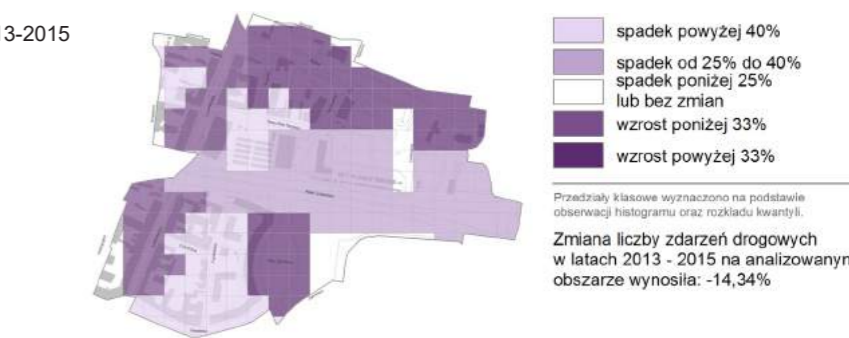 13-2015
spadek powyżej 40%
spadek od 25% do 40%
spadek poniżej 25%
lub bez zmian
wzrost poniżej 33%
wzrost powyżej 33%
Przedziały klasowe wyznaczono na podstawie
obserwacji histogramu oraz rozkładu kwantyli.
Zmiana liczby zdarzeń drogowych
w latach 2013 - 2015 na analizowanym
obszarze wynosiła: -14,34%